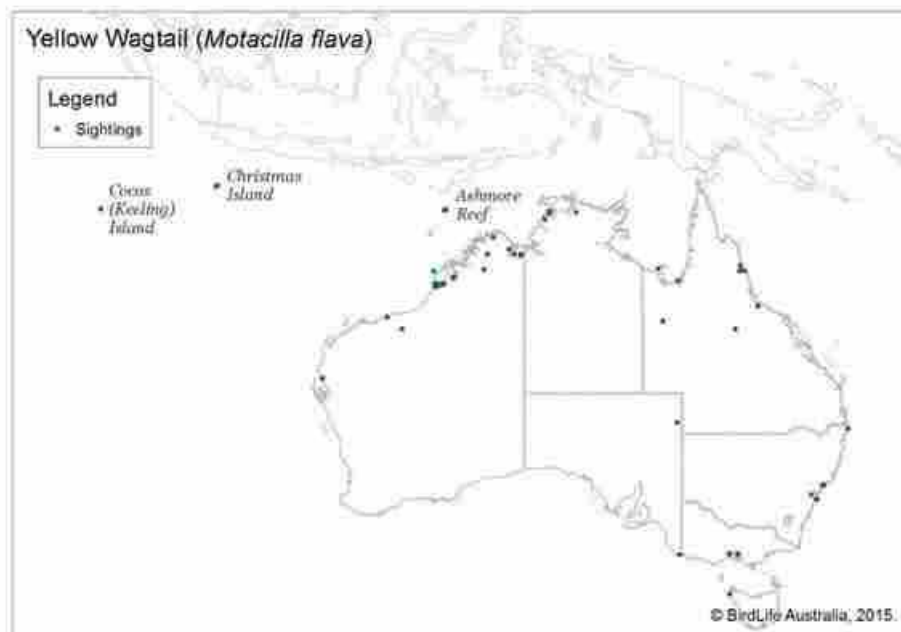 Yellow Wagtail (Motacilla flava)
Legend
Sightings
Cocos
(Keeling)
Island
Christmas
Island
Ashmore
Reef
© BirdLife Australia, 2015.